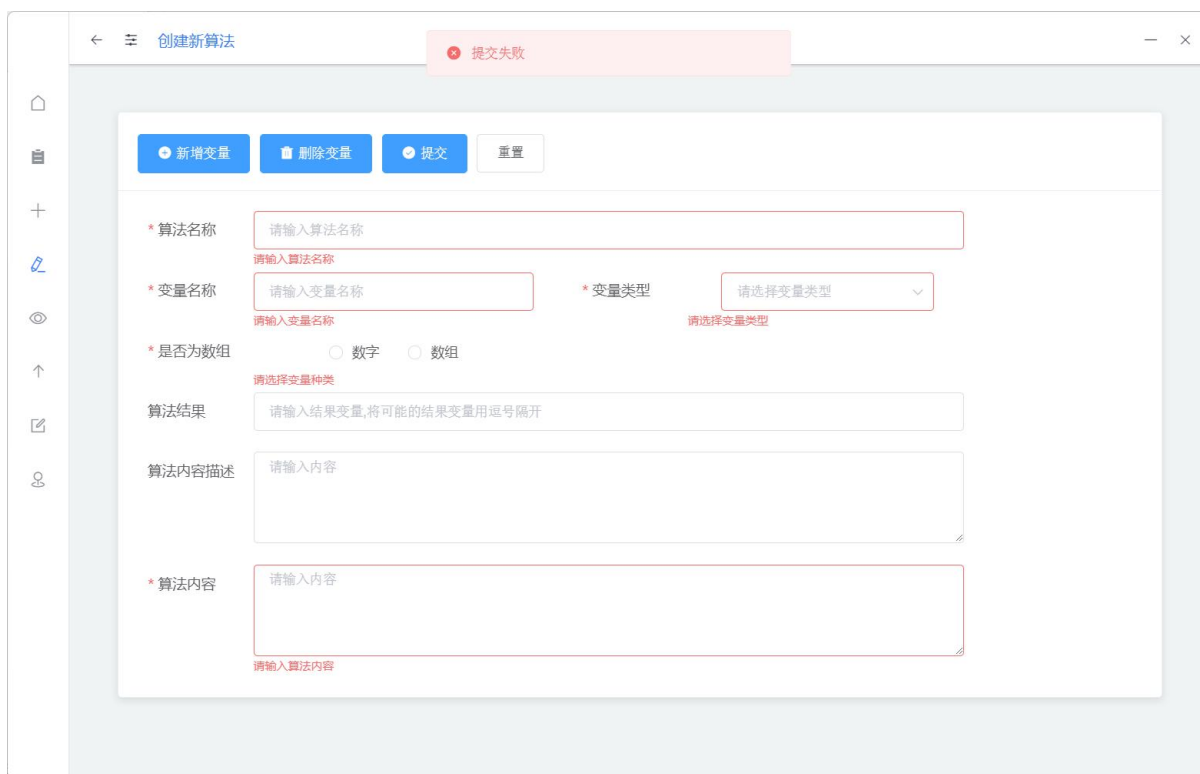 创建新算法
提交失败
新增变量 删除变量 提交 重置
* 算法名称 请输入算法名称
请输入算法名称
* 变量名称 请输入变量名称 * 变量类型 请选择变量类型
请输入变量名称 请选择变量类型
* 是否为数组 数字 数组
请选择变量种类
算法结果 请输入结果变量,将可能的结果变量用逗号隔开
算法内容描述 请输入内容
* 算法内容 请输入内容
请输入算法内容